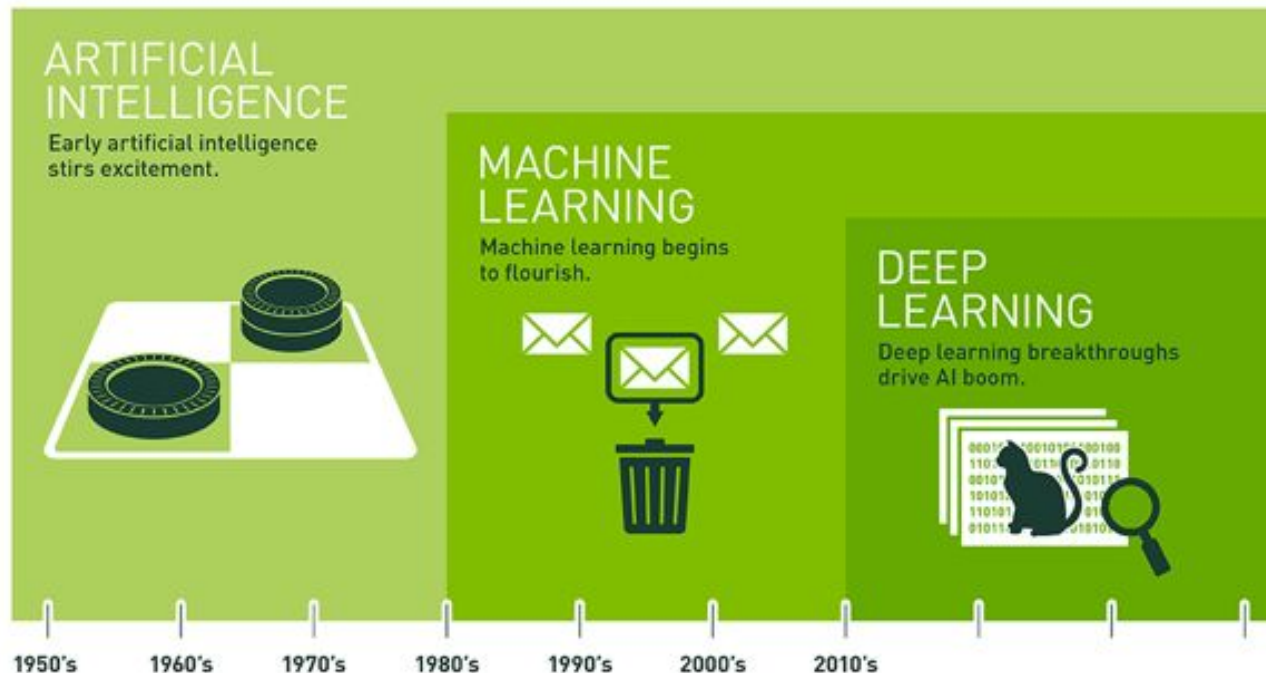 ARTIFICIAL
INTELLIGENCE
Early artificial intelligence
stirs excitement.
MACHINE
LEARNING
Machine learning begins
to flourish.
DEEP
LEARNING
Deep learning breakthroughs
drive AI boom.
1950's 1960's 1970's 1980's 1990's 2000's 2010's